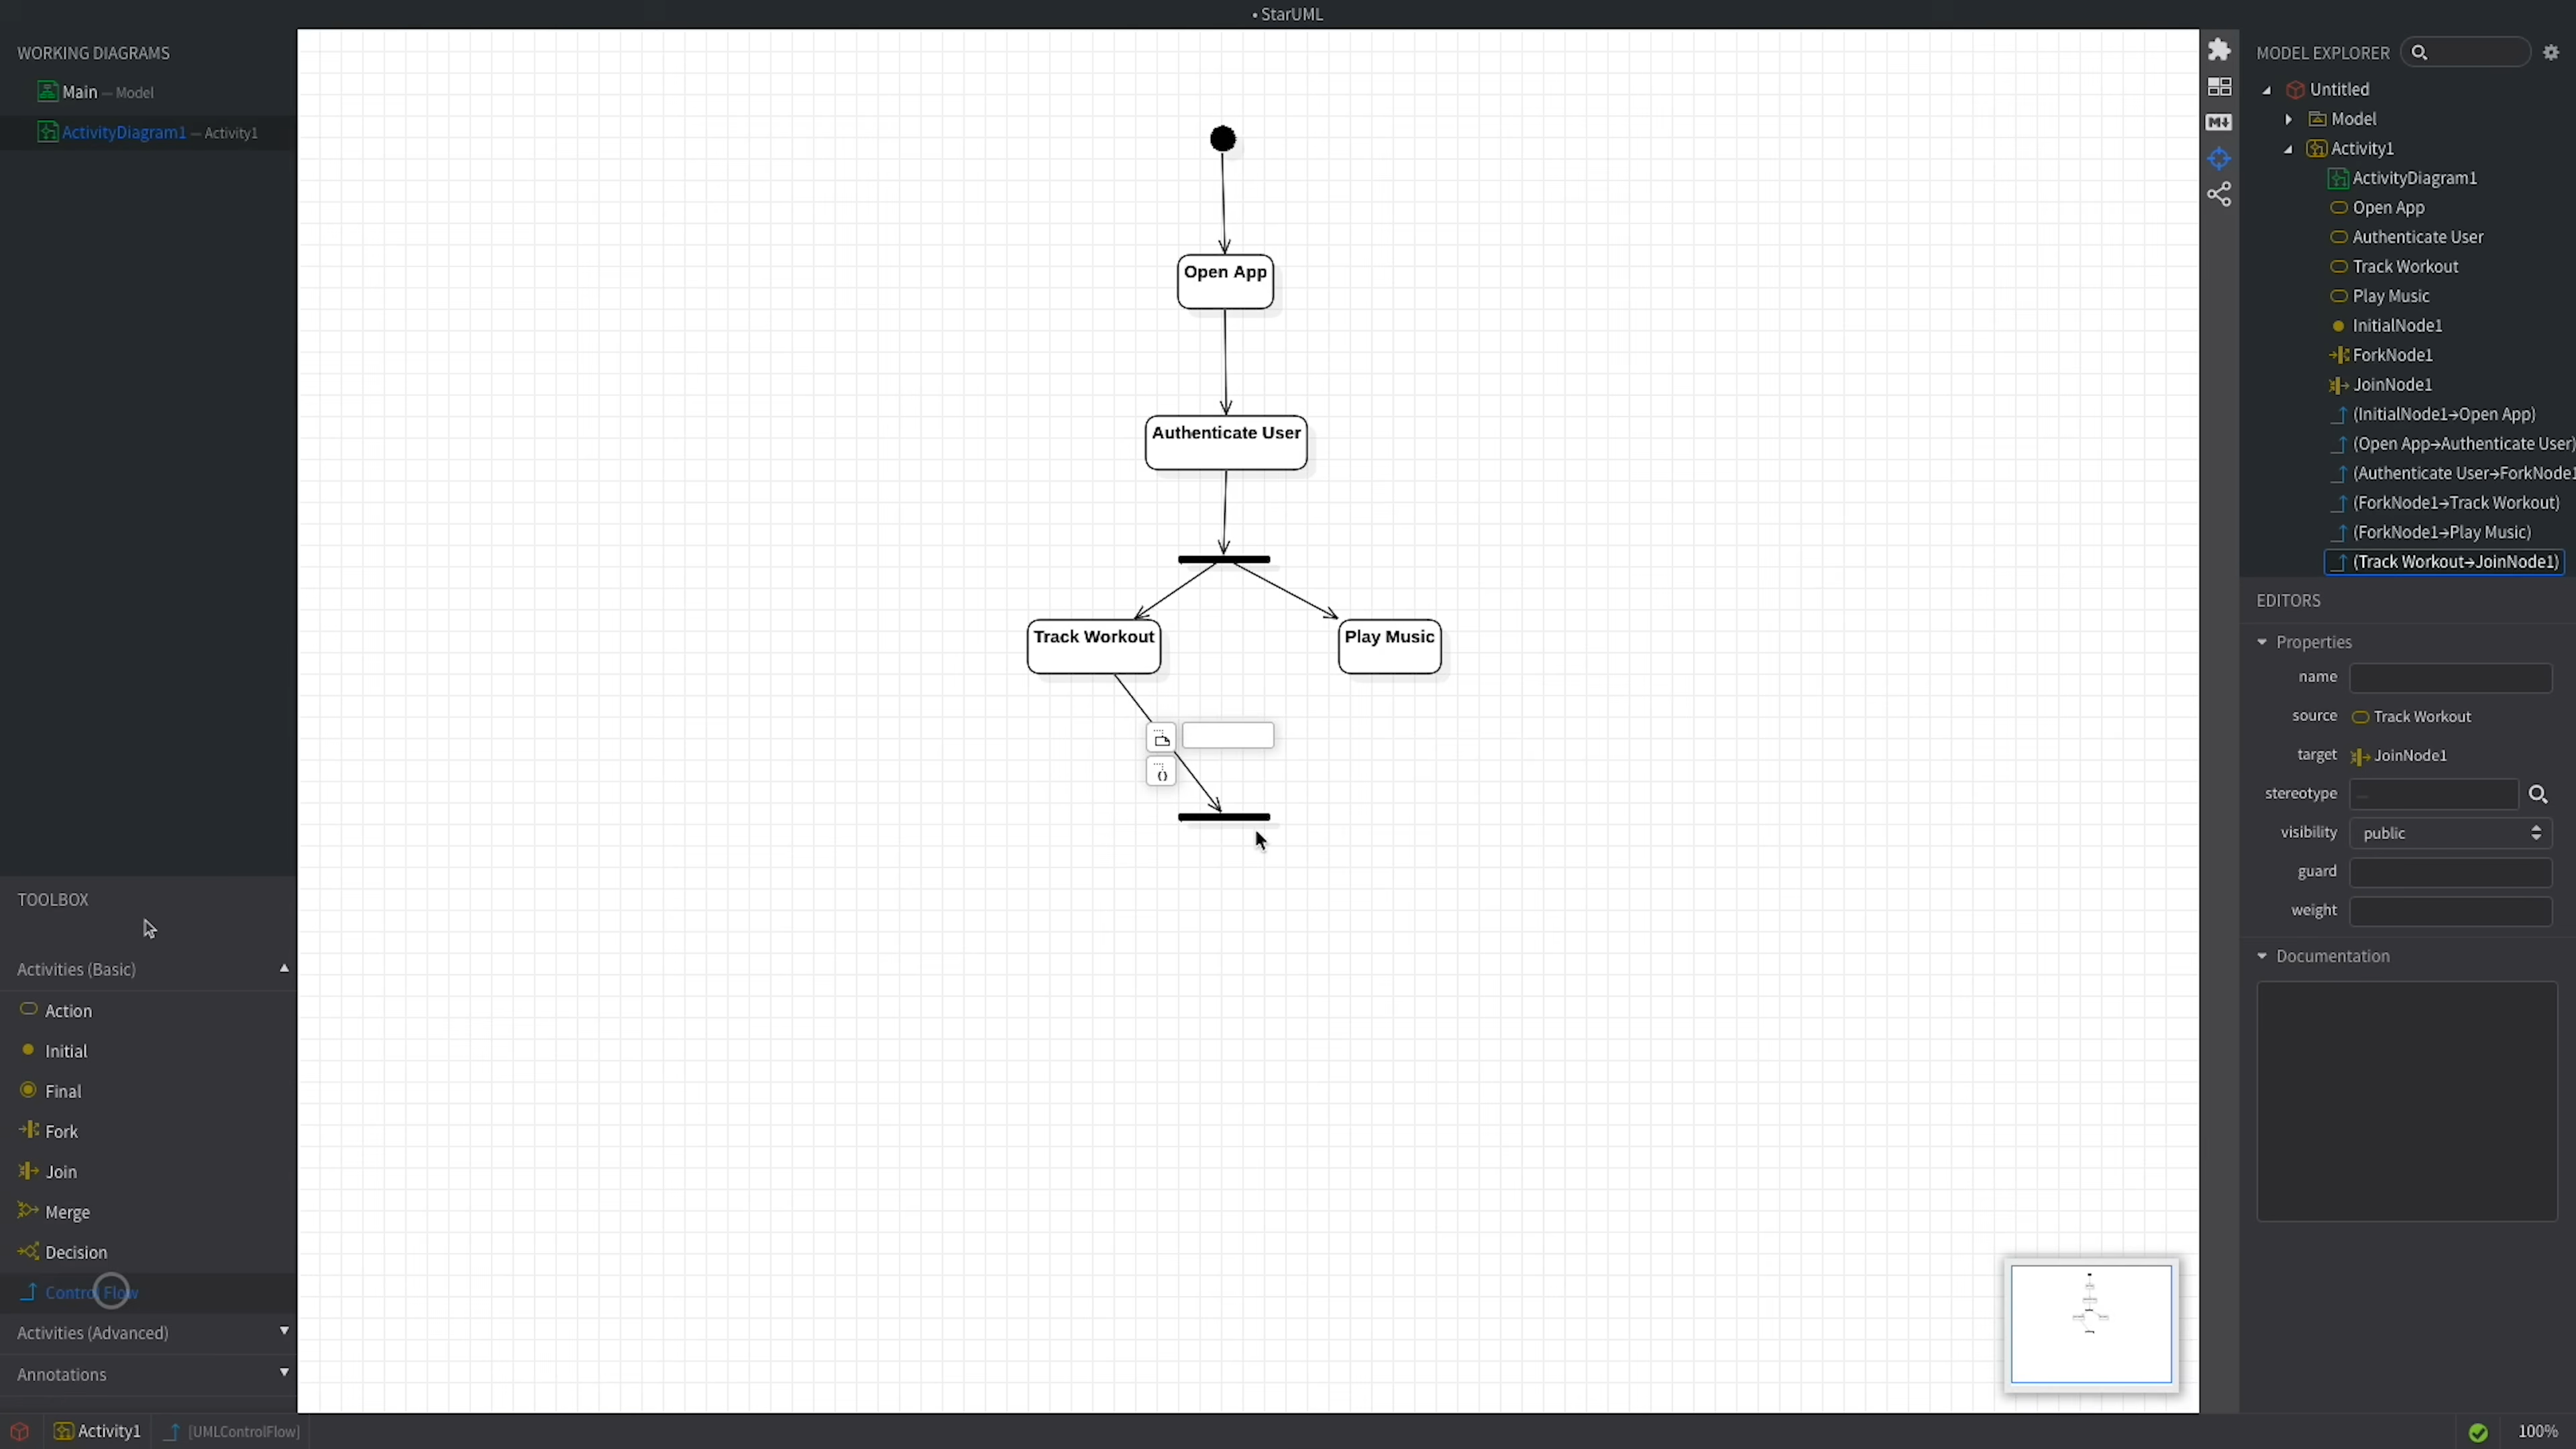 • StarUML
WORKING DIAGRAMS
Main — Model
ActivityDiagram1 — Activity1
TOOLBOX
Activities (Basic)
Action
Initial
Final
Fork
Join
Merge
Decision
Control Flow
Activities (Advanced)
Annotations
Open App
Authenticate User
Track Workout
Play Music
MODEL EXPLORER
Untitled
Model
Activity1
ActivityDiagram1
Open App
Authenticate User
Track Workout
Play Music
InitialNode1
ForkNode1
JoinNode1
(InitialNode1→Open App)
(Open App→Authenticate User)
(Authenticate User→ForkNode1
(ForkNode1→Track Workout)
(ForkNode1→Play Music)
(Track Workout→JoinNode1)
EDITORS
Properties
name
source Track Workout
target JoinNode1
stereotype —
visibility public
guard
weight
Documentation
Activity1
[UMLControlFlow]
100%